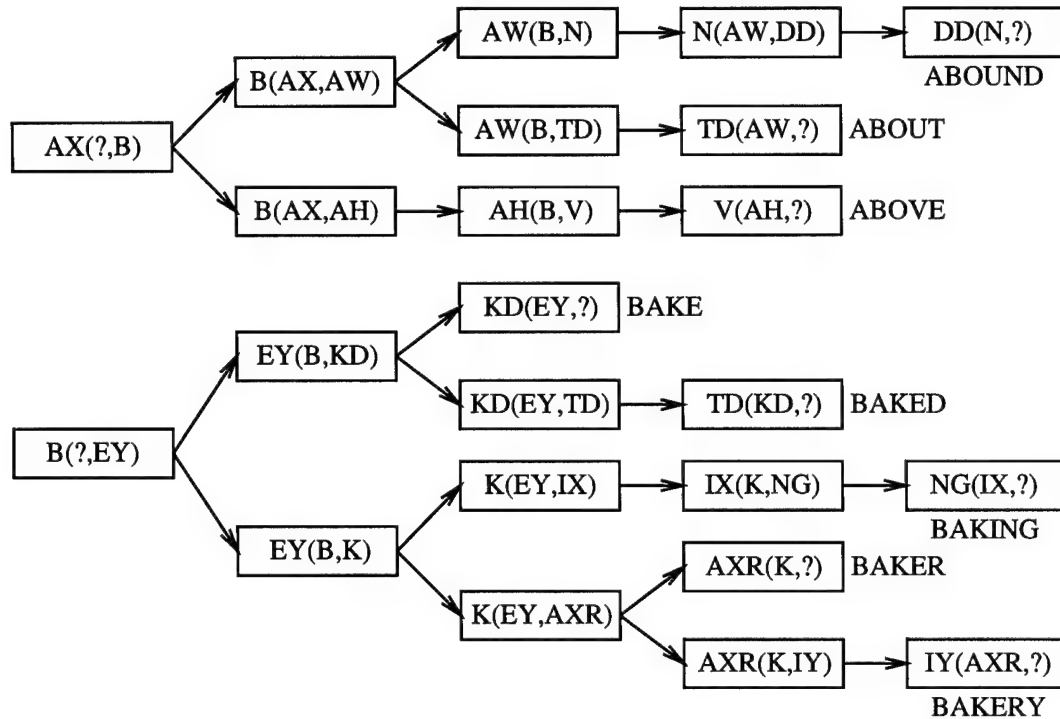 AW(B,N) N(AW,DD) DD(N,?)
B(AX,AW) ABOUND
AX(?,B) AW(B,TD) TD(AW,?) ABOUT
B(AX,AH) AH(B,V) V(AH,?) ABOVE
KD(EY,?) BAKE
EY(B,KD)
KD(EY,TD) TD(KD,?) BAKED
B(?,EY)
K(EY,IX) IX(K,NG) NG(IX,?)
BAKING
EY(B,K) AXR(K,?) BAKER
K(EY,AXR)
AXR(K,IY) IY(AXR,?)
BAKERY